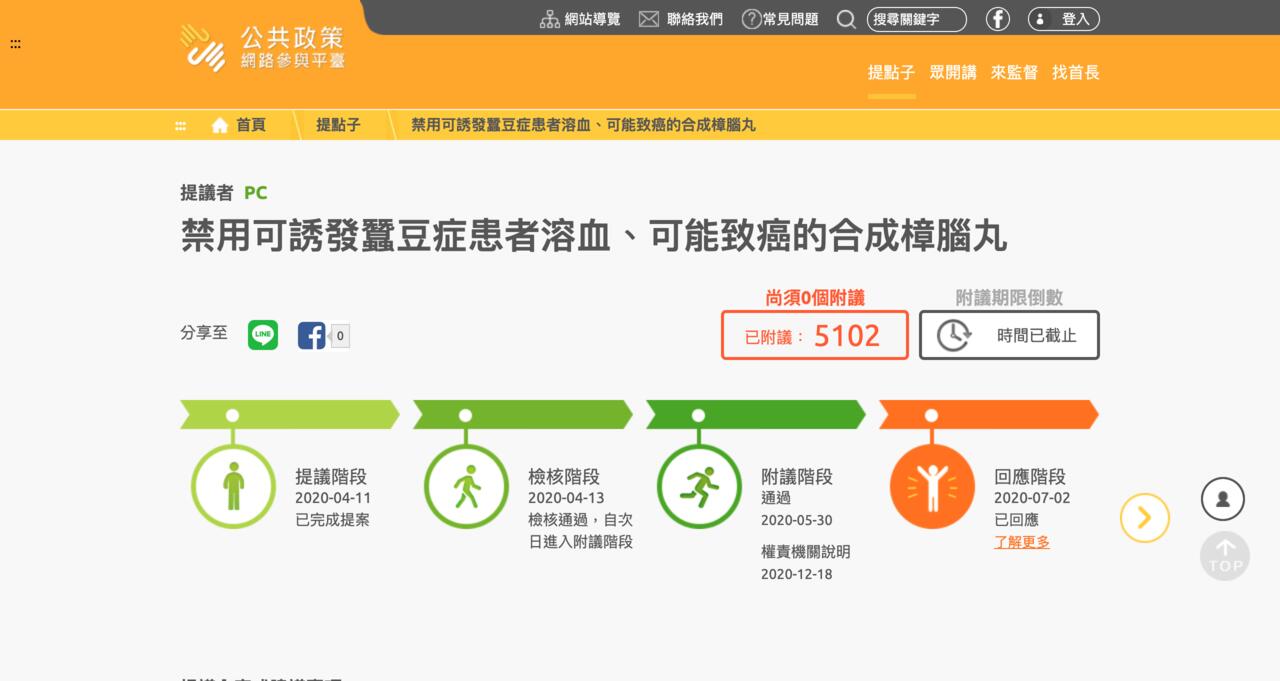 網站導覽 聯絡我們 常見問題 搜尋關鍵字 登入
:::
公共政策
網路參與平臺
提點子 眾開講 來監督 找首長
::: 首頁 提點子 禁用可誘發蠶豆症患者溶血、可能致癌的合成樟腦丸
提議者 PC
禁用可誘發蠶豆症患者溶血、可能致癌的合成樟腦丸
尚須0個附議
附議期限倒數
分享至 LINE 0
已附議： 5102
時間已截止
提議階段
2020-04-11
已完成提案
檢核階段
2020-04-13
檢核通過，自次
日進入附議階段
附議階段
通過
2020-05-30
權責機關說明
2020-12-18
回應階段
2020-07-02
已回應
了解更多
TOP